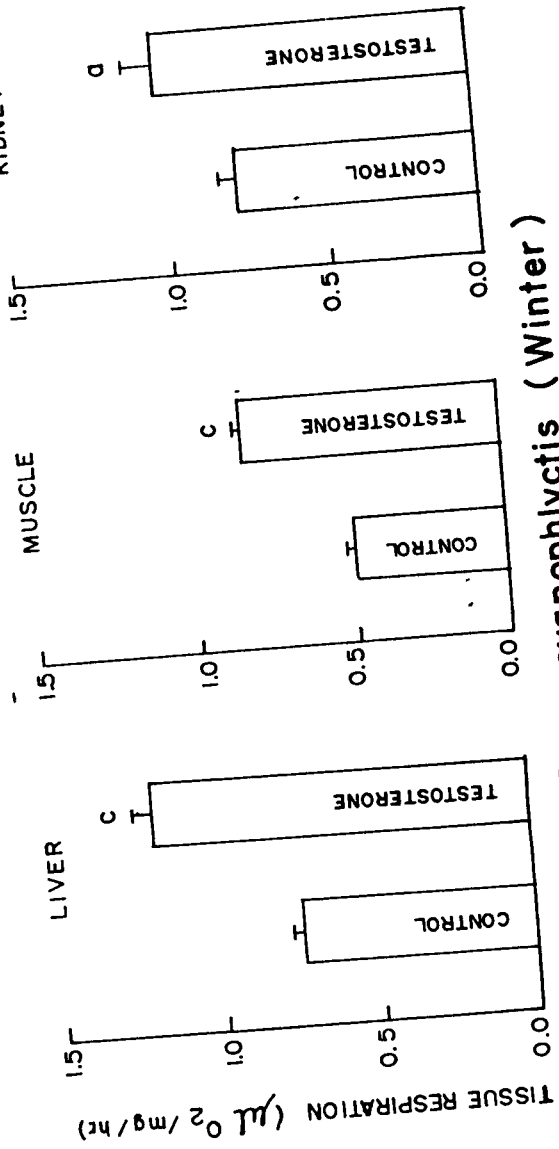 TISSUE RESPIRATION (µl O2/mg/hr)
LIVER
1.5
1.0
0.5
0.0
CONTROL
TESTOSTERONE
c
MUSCLE
1.5
1.0
0.5
0.0
CONTROL
TESTOSTERONE
c
1.5
1.0
0.5
0.0
CONTROL
TESTOSTERONE
a
(Winter)